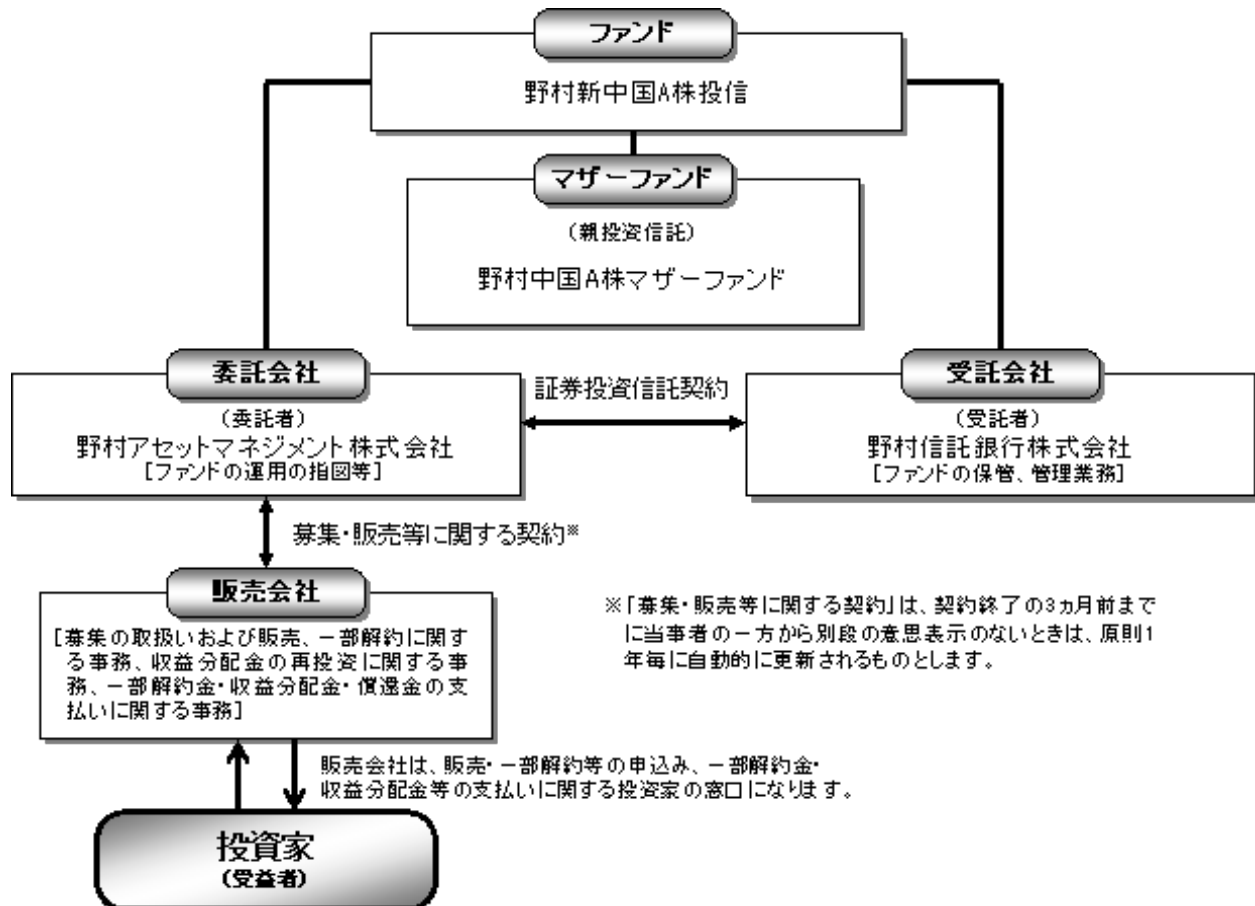 ファンド
野村新中国A株投信
マザーファンド
（親投資信託）
野村中国A株マザーファンド
委託会社
（委託者）
野村アセットマネジメント株式会社
［ファンドの運用の指図等］
証券投資信託契約
受託会社
（受託者）
野村信託銀行株式会社
［ファンドの保管、管理業務］
募集・販売等に関する契約※
販売会社
［募集の取扱いおよび販売、一部解約に関す
る事務、収益分配金の再投資に関する事
務、一部解約金・収益分配金・償還金の支
払いに関する事務］
※「募集・販売等に関する契約」は、契約終了の3ヵ月前まで
に当事者の一方から別段の意思表示のないときは、原則1
年毎に自動的に更新されるものとします。
販売会社は、販売・一部解約等の申込み、一部解約金・
収益分配金等の支払いに関する投資家の窓口になります。
投資家
（受益者）